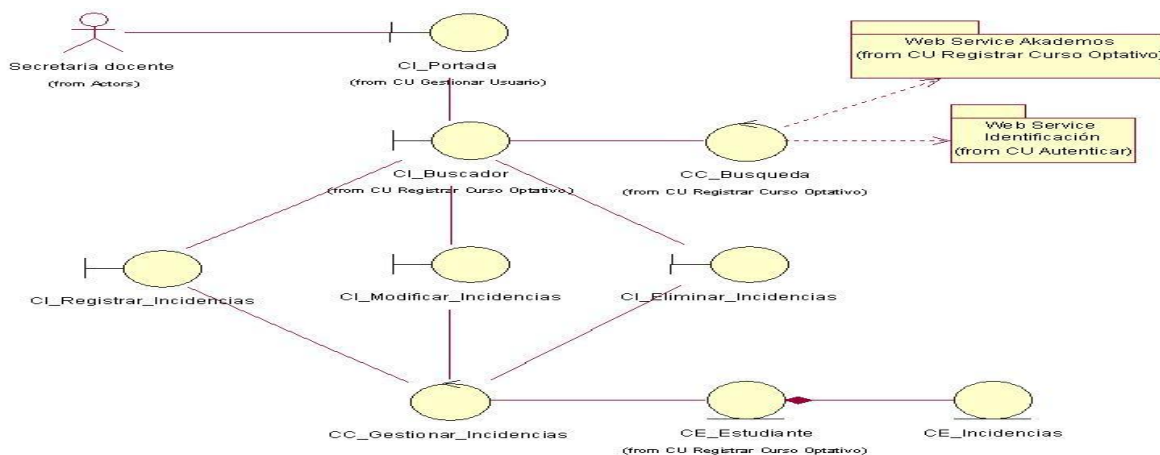 Secretaria docente
(from Actors)
CI_Portada
(from CU Gestionar Usuario)
Web Service Akademos
(from CU Registrar Curso Optativo)
Web Service
Identificación
(from CU Autenticar)
CI_Buscador
(from CU Registrar Curso Optativo)
CC_Busqueda
(from CU Registrar Curso Optativo)
CI_Registrar_Incidencias
CI_Modificar_Incidencias
CI_Eliminar_Incidencias
CC_Gestionar_Incidencias
CE_Estudiante
(from CU Registrar Curso Optativo)
CE_Incidencias